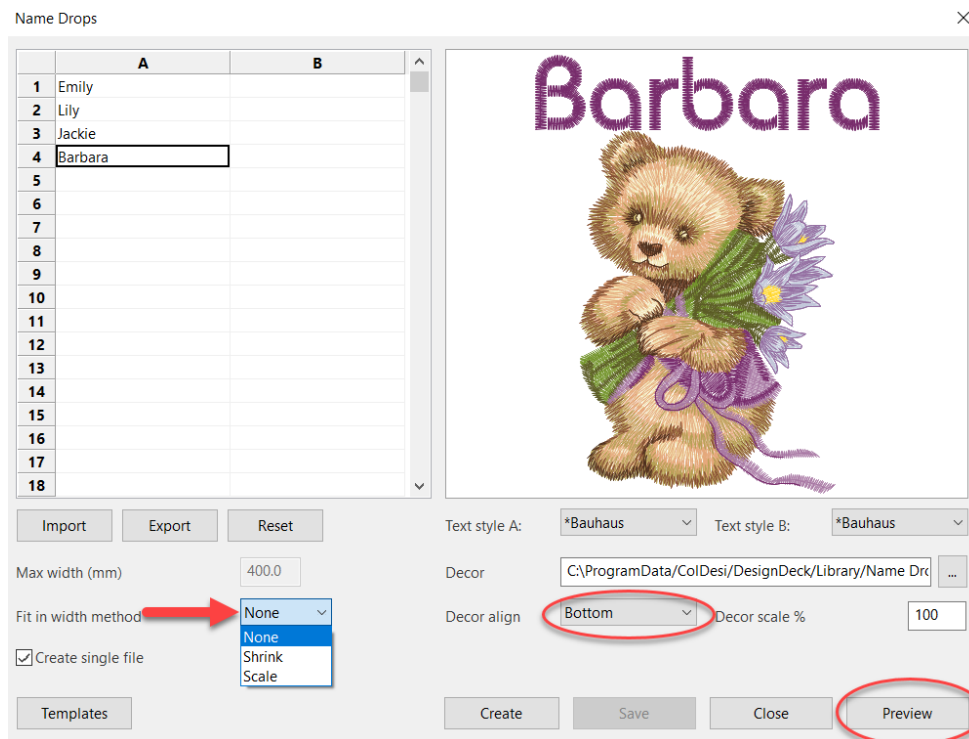 Name Drops
A B
1 Emily
2 Lily
3 Jackie
4 Barbara
5
6
7
8
9
10
11
12
13
14
15
16
17
18
Barbara
Import Export Reset
Text style A: *Bauhaus Text style B: *Bauhaus
Max width (mm) 400.0
Decor C:\ProgramData/ColDesi/DesignDeck/Library/Name Dro ...
Fit in width method None
None
Shrink
Scale
Decor align Bottom Decor scale % 100
Create single file
Templates Create Save Close Preview